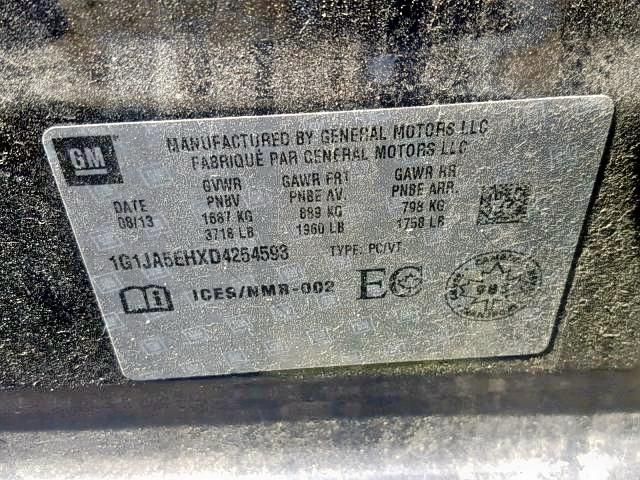 GM
MANUFACTURED BY GENERAL MOTORS LLC
FABRIQUÉ PAR GENERAL MOTORS LLC
GVWR GAWR FRT GAWR RR
DATE PNBV PNBE AV. PNBE ARR.
08/13 1687 KG 889 KG 798 KG
3718 LB 1960 LB 1758 LB
1G1JA5EHXD4254593 TYPE: PC/VT
ICES/NMR-002 EC
CANADA